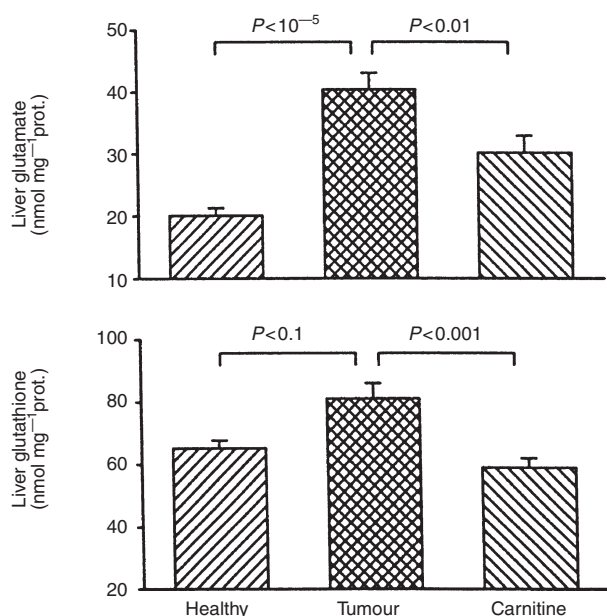 P<10⁻⁵ P<0.01
Liver glutamate
(nmol mg⁻¹prot.)
50
40
30
20
10
P<0.1 P<0.001
Liver glutathione
(nmol mg⁻¹prot.)
100
80
60
40
20
Healthy Tumour Carnitine